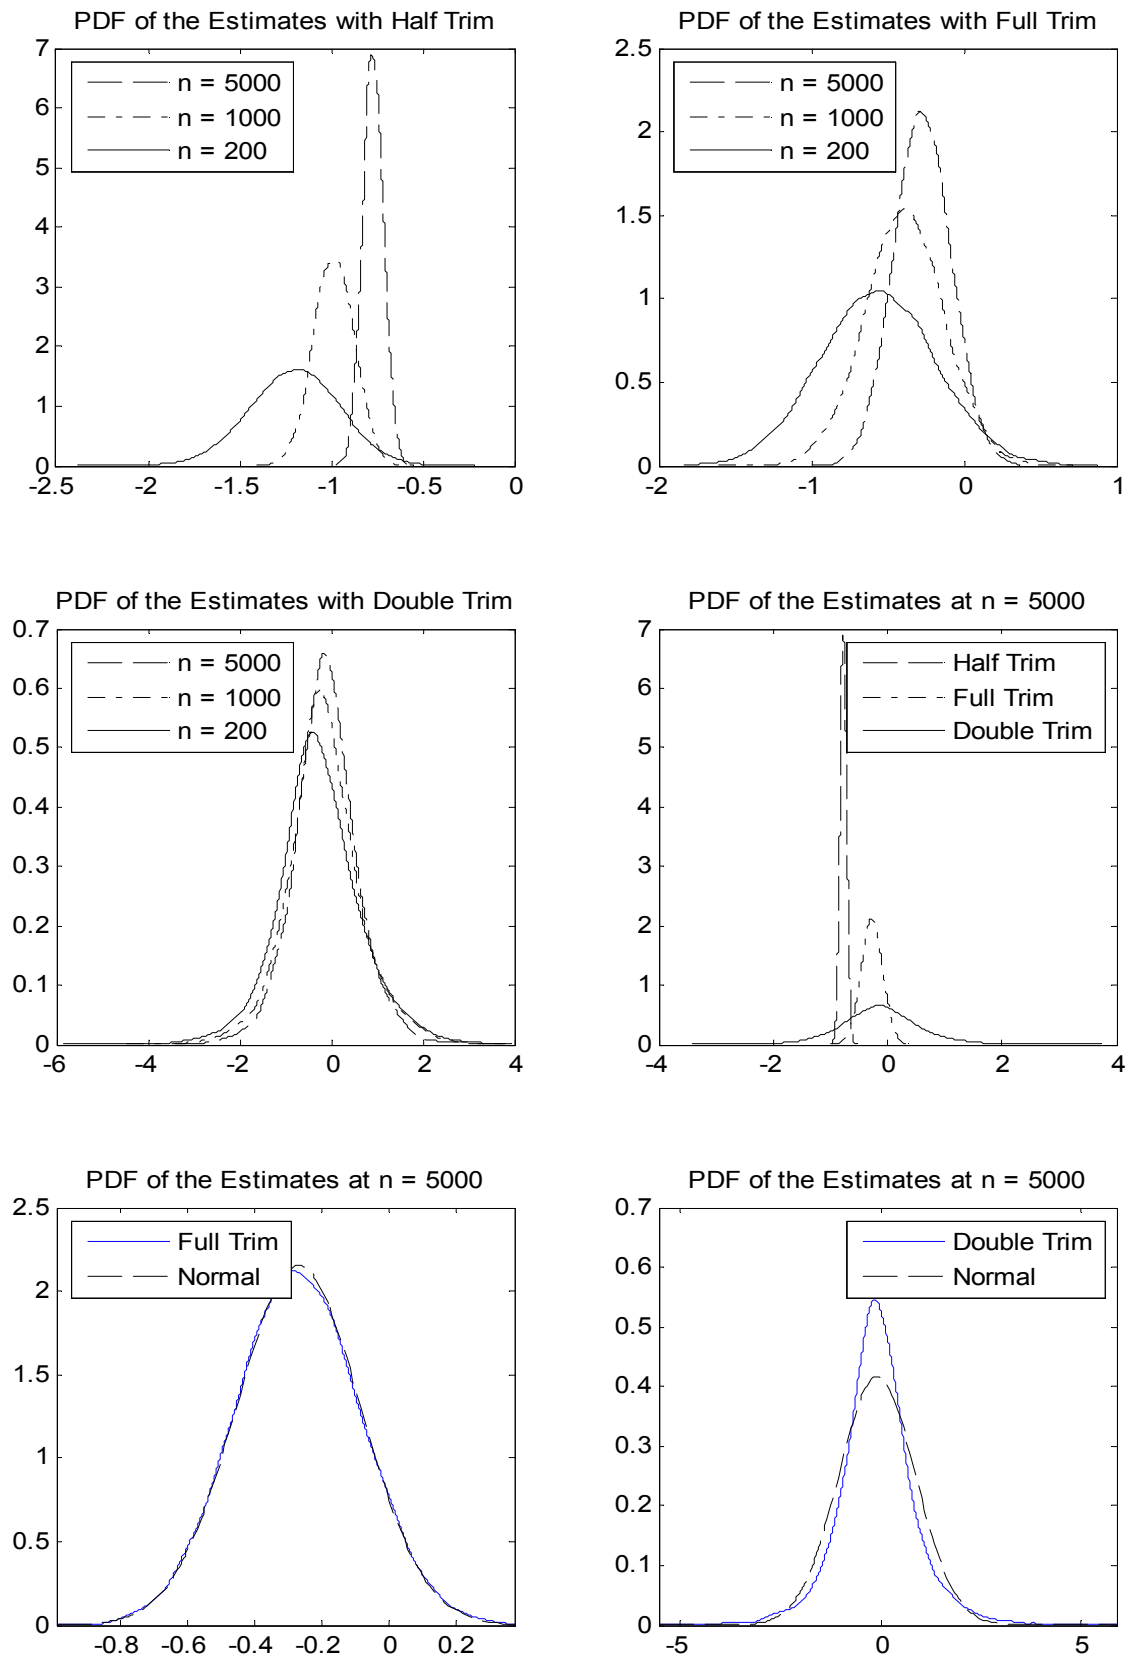 PDF of the Estimates with Half Trim
7
6
5
4
3
2
1
0
n = 5000
n = 1000
n = 200
-2.5 -2 -1.5 -1 -0.5 0
PDF of the Estimates with Full Trim
2.5
2
1.5
1
0.5
0
n = 5000
n = 1000
n = 200
-2 -1 0 1
PDF of the Estimates with Double Trim
0.7
0.6
0.5
0.4
0.3
0.2
0.1
0
n = 5000
n = 1000
n = 200
-6 -4 -2 0 2 4
PDF of the Estimates at n = 5000
7
6
5
4
3
2
1
0
Half Trim
Full Trim
Double Trim
-4 -2 0 2 4
PDF of the Estimates at n = 5000
2.5
2
1.5
1
0.5
0
Full Trim
Normal
-0.8 -0.6 -0.4 -0.2 0 0.2
PDF of the Estimates at n = 5000
0.7
0.6
0.5
0.4
0.3
0.2
0.1
0
Double Trim
Normal
-5 0 5